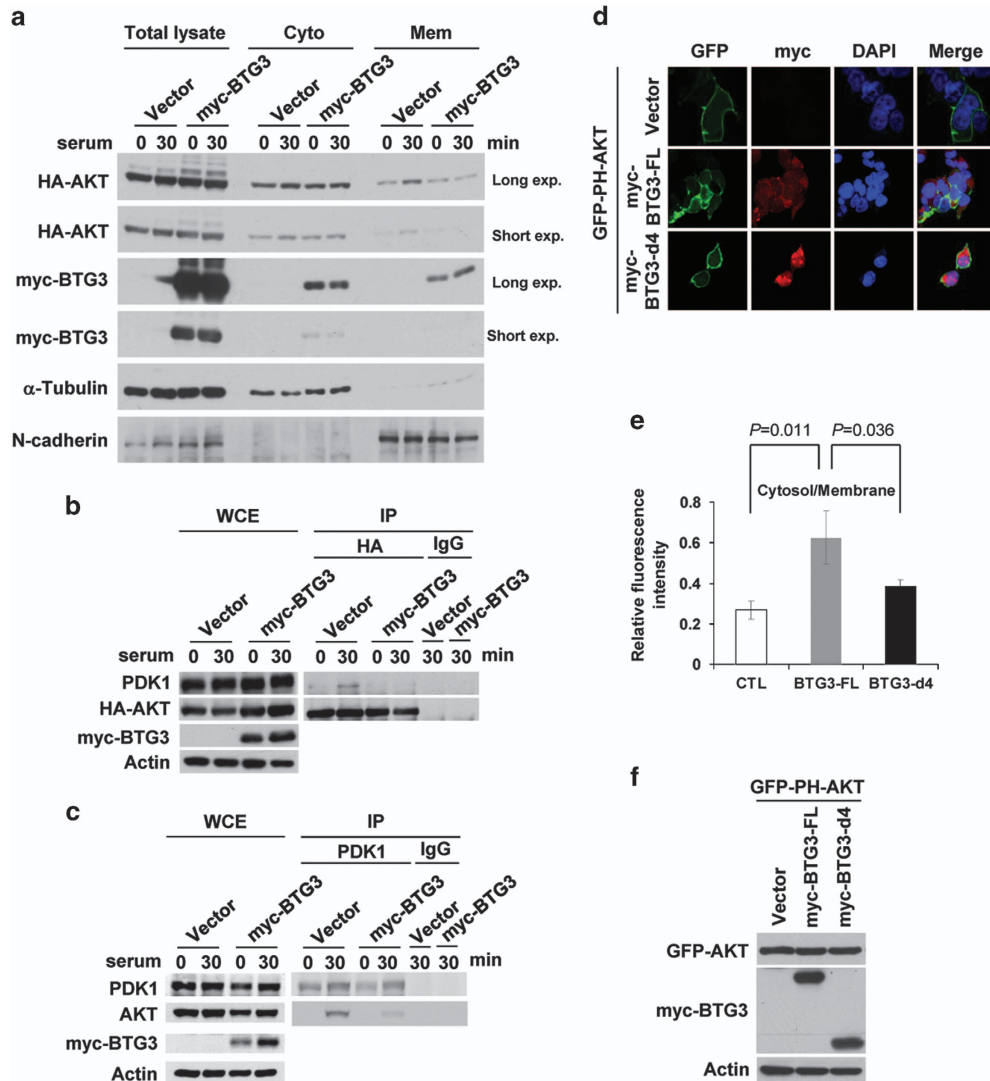 a
Total lysate Cyto Mem
Vector myc-BTG3 Vector myc-BTG3 Vector myc-BTG3
serum 0 30 0 30 0 30 0 30 0 30 0 30 min
HA-AKT Long exp.
HA-AKT Short exp.
myc-BTG3 Long exp.
myc-BTG3 Short exp.
α-Tubulin
N-cadherin
b
WCE IP
HA IgG
Vector myc-BTG3 Vector myc-BTG3 Vector myc-BTG3
serum 0 30 0 30 0 30 0 30 30 30 min
PDK1
HA-AKT
myc-BTG3
Actin
c
WCE IP
PDK1 IgG
Vector myc-BTG3 Vector myc-BTG3 Vector myc-BTG3
serum 0 30 0 30 0 30 0 30 30 30 min
PDK1
AKT
myc-BTG3
Actin
d
GFP myc DAPI Merge
GFP-PH-AKT
Vector
myc-
BTG3-FL
myc-
BTG3-d4
e
P=0.011 P=0.036
Cytosol/Membrane
Relative fluorescence
intensity
0.8
0.6
0.4
0.2
0
CTL BTG3-FL BTG3-d4
f
GFP-PH-AKT
Vector
myc-BTG3-FL
myc-BTG3-d4
GFP-AKT
myc-BTG3
Actin